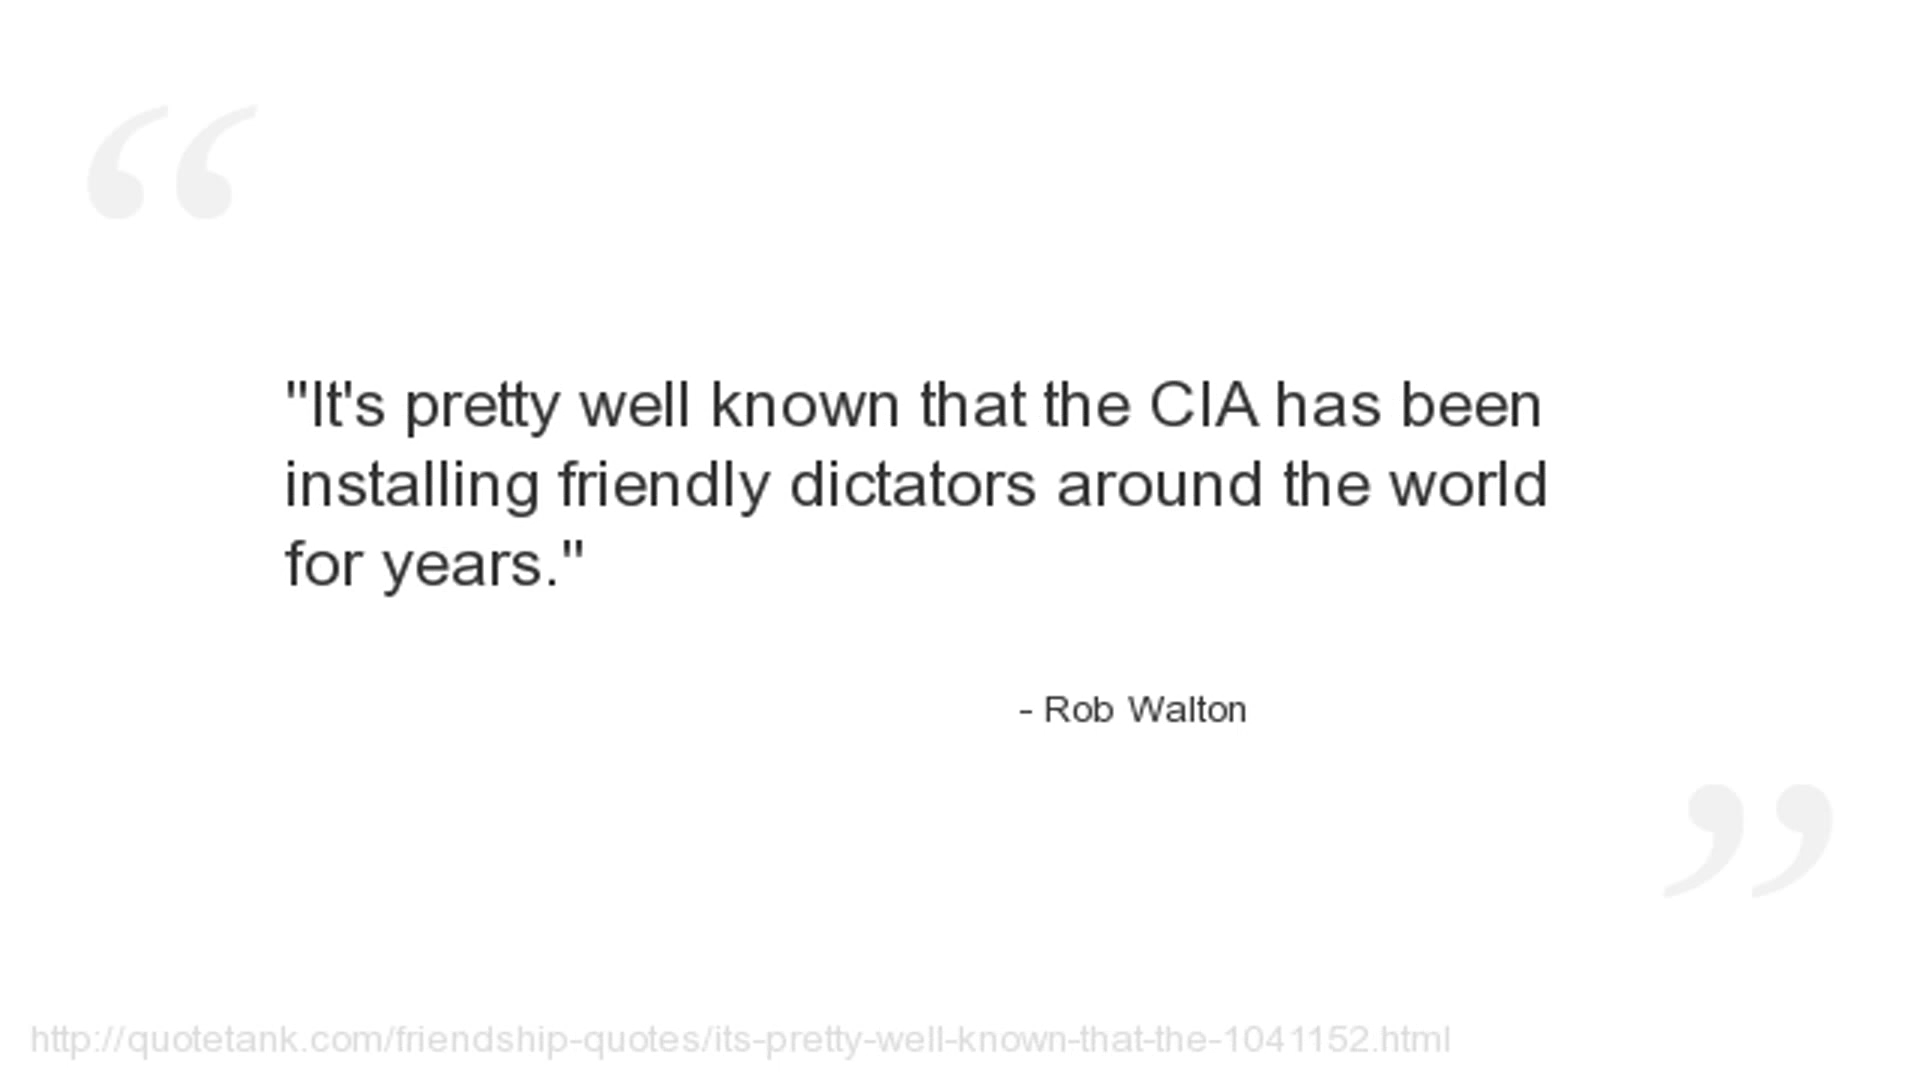 "It's pretty well known that the CIA has been
installing friendly dictators around the world
for years."
- Rob Walton
http://quotetank.com/friendship-quotes/its-pretty-well-known-that-the-1041152.html